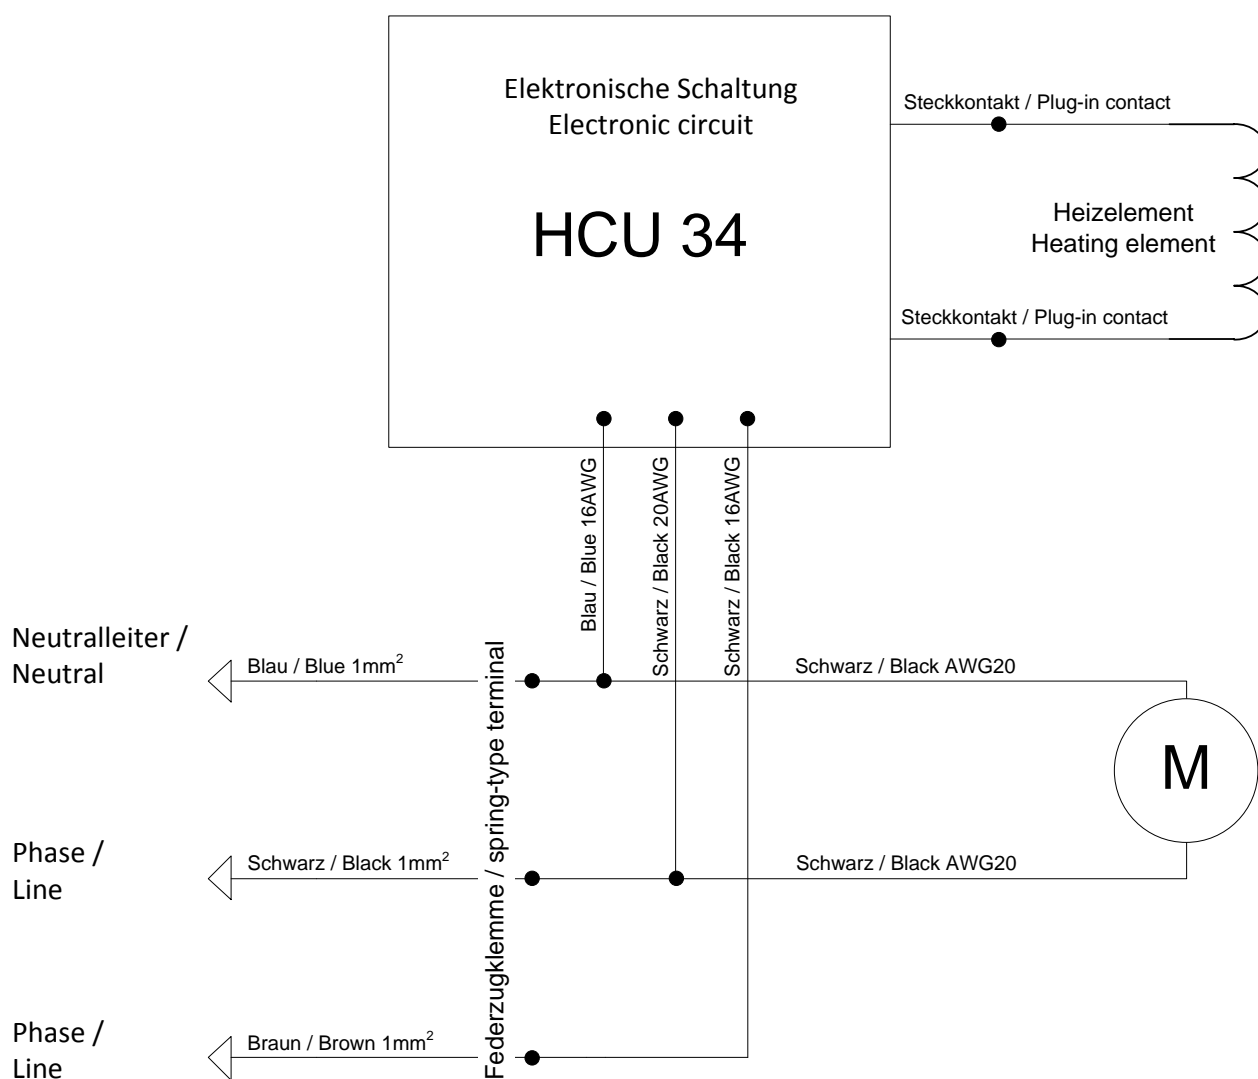 Elektronische Schaltung
Electronic circuit
HCU 34
Steckkontakt / Plug-in contact
Heizelement
Heating element
Steckkontakt / Plug-in contact
Blau / Blue 16AWG
Schwarz / Black 20AWG
Schwarz / Black 16AWG
Neutralleiter /
Neutral
Blau / Blue 1mm²
Federzugklemme / spring-type terminal
Schwarz / Black AWG20
M
Phase /
Line
Schwarz / Black 1mm²
Schwarz / Black AWG20
Phase /
Line
Braun / Brown 1mm²